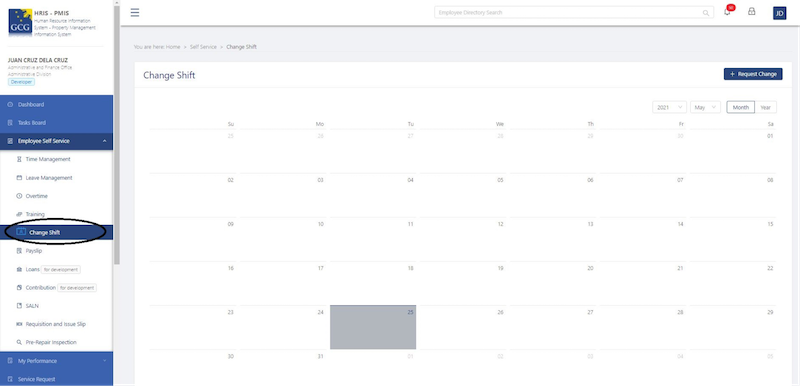 HRIS - PMIS
Human Resource Information
System - Property Management
Information System
GCG
JUAN CRUZ DELA CRUZ
Administrative and Finance Office
Administrative Division
Developer
Dashboard
Tasks Board
Employee Self Service
Time Management
Leave Management
Overtime
Training
Change Shift
Payslip
Loans for development
Contribution for development
SALN
Requisition and Issue Slip
Pre-Repair Inspection
My Performance
Service Request
Employee Directory Search
JD
You are here: Home > Self Service > Change Shift
Change Shift
+ Request Change
2021 May Month Year
Su Mo Tu We Th Fr Sa
25 26 27 28 29 30 01
02 03 04 05 06 07 08
09 10 11 12 13 14 15
16 17 18 19 20 21 22
23 24 25 26 27 28 29
30 31 01 02 03 04 05